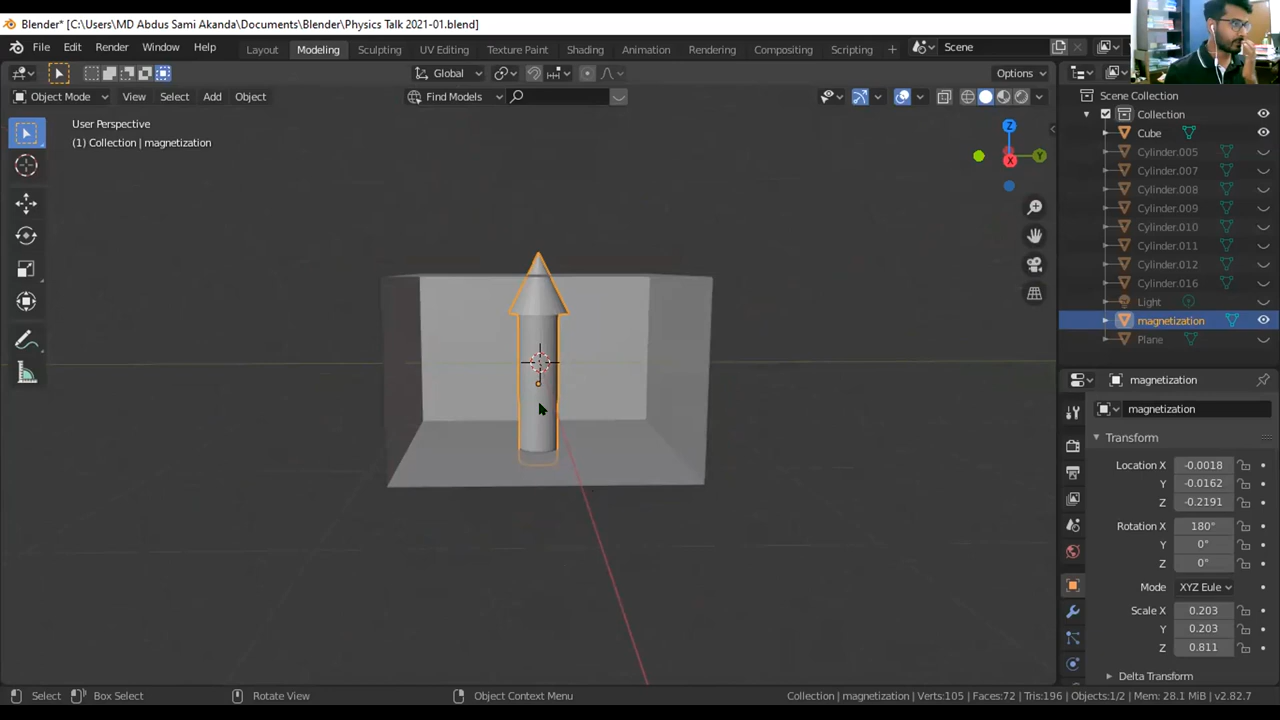 Blender* [C:\Users\MD Abdus Sami Akanda\Documents\Blender\Physics Talk 2021-01.blend]
File Edit Render Window Help Layout Modeling Sculpting UV Editing Texture Paint Shading Animation Rendering Compositing Scripting + Scene
Global Options
Object Mode View Select Add Object Find Models
User Perspective
(1) Collection | magnetization
Z
Y
X
Scene Collection
Collection
Cube
Cylinder.005
Cylinder.007
Cylinder.008
Cylinder.009
Cylinder.010
Cylinder.011
Cylinder.012
Cylinder.016
Light
magnetization
Plane
magnetization
magnetization
Transform
Location X -0.0018
Y -0.0162
Z -0.2191
Rotation X 180°
Y 0°
Z 0°
Mode XYZ Eule
Scale X 0.203
Y 0.203
Z 0.811
Delta Transform
Select Box Select Rotate View Object Context Menu Collection | magnetization | Verts:105 | Faces:72 | Tris:196 | Objects:1/2 | Mem: 28.1 MiB | v2.82.7